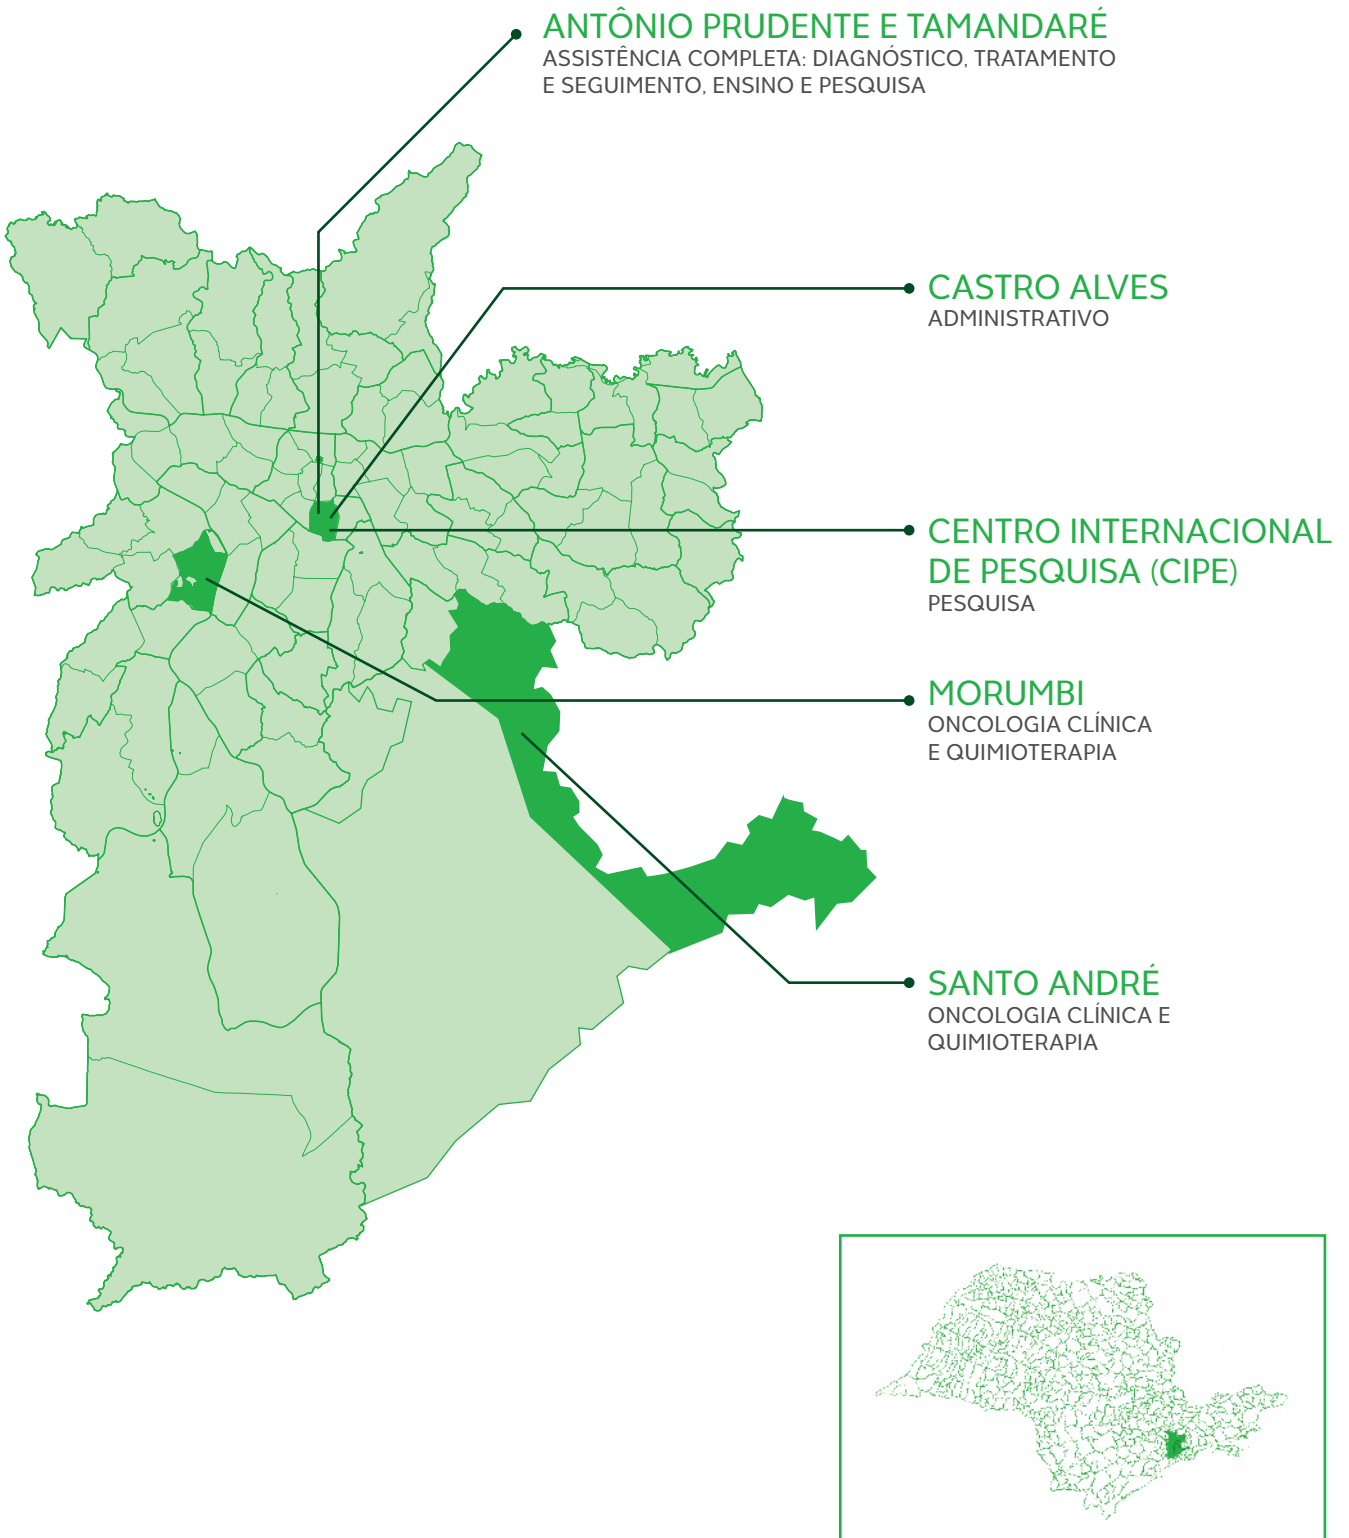 ANTÔNIO PRUDENTE E TAMANDARÉ
ASSISTÊNCIA COMPLETA: DIAGNÓSTICO, TRATAMENTO
E SEGUIMENTO, ENSINO E PESQUISA
CASTRO ALVES
ADMINISTRATIVO
CENTRO INTERNACIONAL
DE PESQUISA (CIPE)
PESQUISA
MORUMBI
ONCOLOGIA CLÍNICA
E QUIMIOTERAPIA
SANTO ANDRÉ
ONCOLOGIA CLÍNICA E
QUIMIOTERAPIA